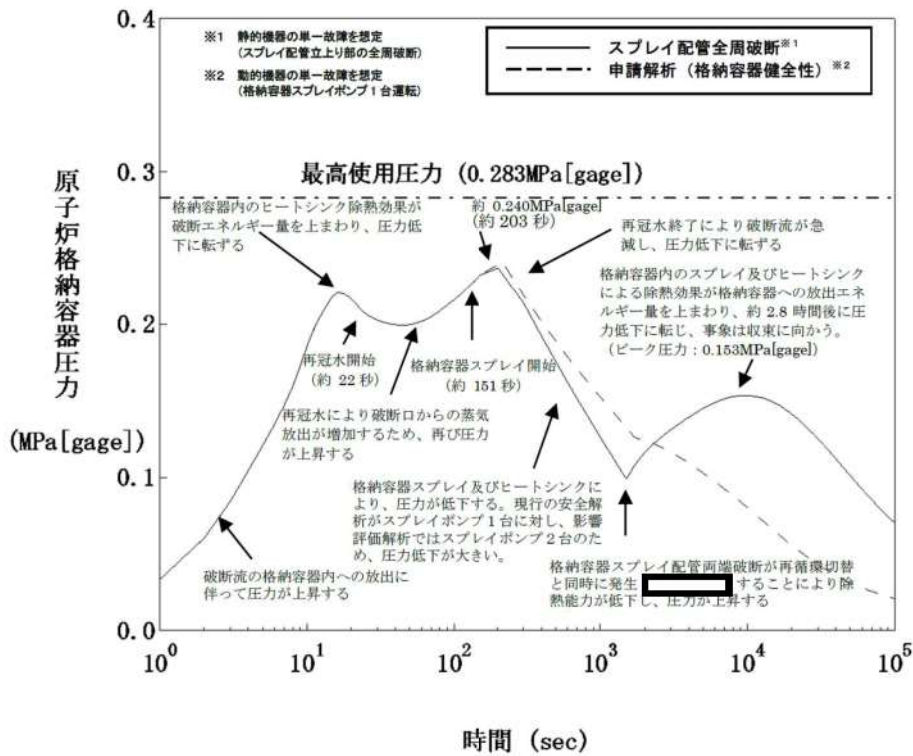 0.4
※1 静的機器の単一故障を想定
(スプレイ配管立上り部の全周破断)
※2 動的機器の単一故障を想定
(格納容器スプレイポンプ1台運転)
スプレイ配管全周破断※1
申請解析(格納容器健全性)※2
0.3
最高使用圧力 (0.283MPa[gage])
格納容器内のヒートシンク除熱効果が
破断エネルギー量を上まわり、圧力低
下に転ずる
約 0.240MPa[gage]
(約 203 秒)
再冠水終了により破断流が急
減し、圧力低下に転ずる
格納容器内のスプレイ及びヒートシンク
による除熱効果が格納容器への放出エネ
ルギー量を上まわり、約 2.8 時間後に圧
力低下に転じ、事象は収束に向かう。
(ピーク圧力:0.153MPa[gage])
原子炉格納容器圧力
(MPa[gage])
0.2
再冠水開始
(約 22 秒)
格納容器スプレイ開始
(約 151 秒)
再冠水により破断口からの蒸気
放出が増加するため、再び圧力
が上昇する
0.1
格納容器スプレイ及びヒートシンクに
より、圧力が低下する。現行の安全解
析がスプレイポンプ1台に対し、影響
評価解析ではスプレイポンプ2台のた
め、圧力低下が大きい。
破断流の格納容器内への放出に
伴って圧力が上昇する
格納容器スプレイ配管両端破断が再循環切替
と同時に発生 することにより除
熱能力が低下し、圧力が上昇する
0.0
10^0 10^1 10^2 10^3 10^4 10^5
時間 (sec)